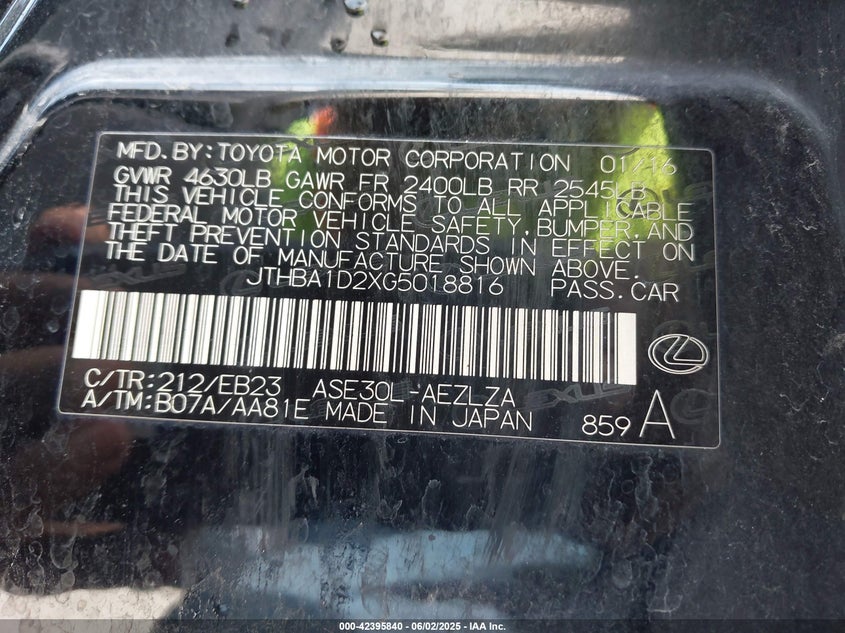 MFD.BY:TOYOTA MOTOR CORPORATION 01/16
GVWR 4630LB GAWR FR 2400LB RR 2545LB
THIS VEHICLE CONFORMS TO ALL APPLICABLE
FEDERAL MOTOR VEHICLE SAFETY,BUMPER,AND
THEFT PREVENTION STANDARDS IN EFFECT ON
THE DATE OF MANUFACTURE SHOWN ABOVE.
JTHBA1D2XG5018816 PASS.CAR
C/TR:212/EB23 ASE30L-AEZLZA
A/TM:B07A/AA81E MADE IN JAPAN 859 A
000-42395840 - 06/02/2025 - IAA Inc.